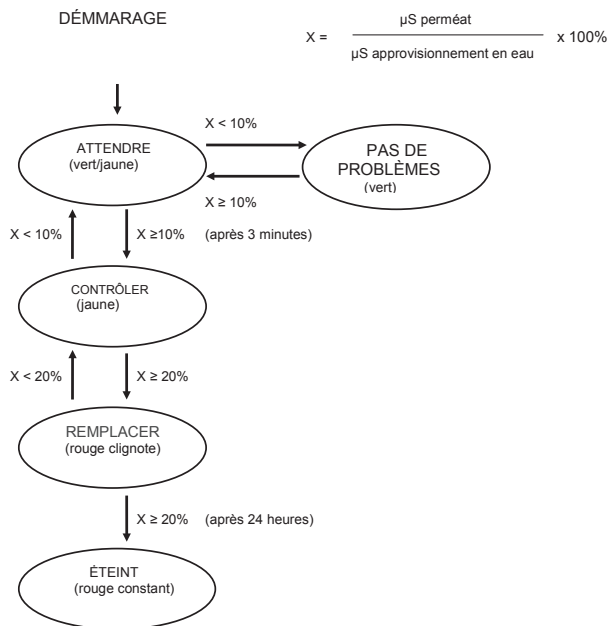 DÉMMARAGE
X = µS perméat x 100%
µS approvisionnement en eau
X < 10%
ATTENDRE
(vert/jaune)
PAS DE
PROBLÈMES
(vert)
X ≥ 10%
X < 10% X ≥10% (après 3 minutes)
CONTRÔLER
(jaune)
X < 20% X ≥ 20%
REMPLACER
(rouge clignote)
X ≥ 20% (après 24 heures)
ÉTEINT
(rouge constant)